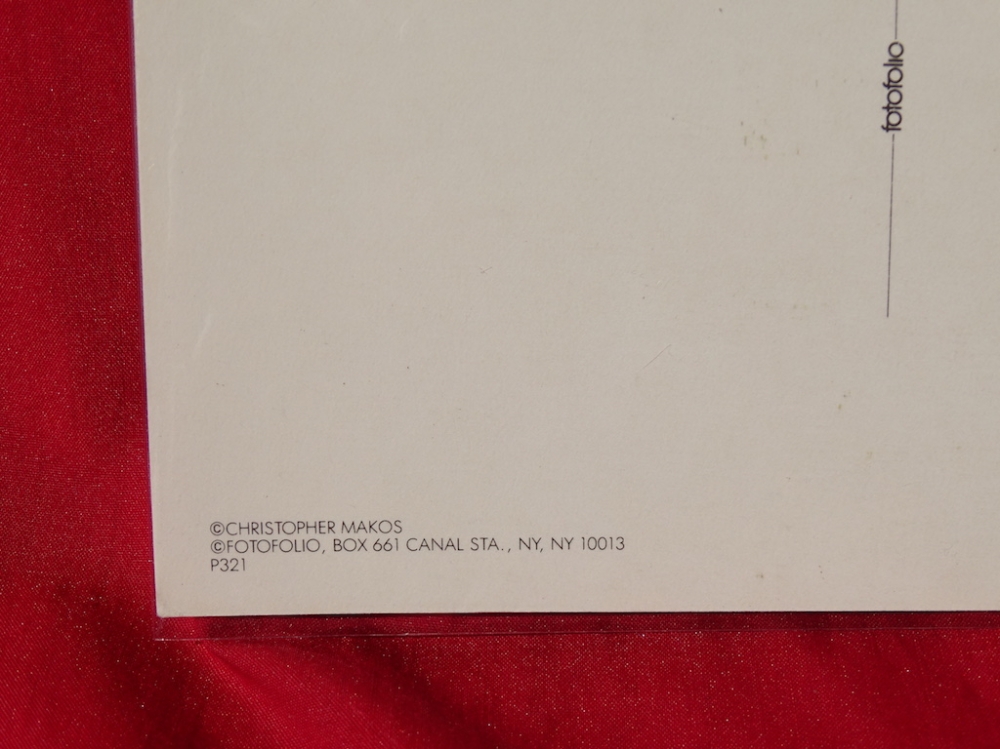 fotofolio
©CHRISTOPHER MAKOS
©FOTOFOLIO, BOX 661 CANAL STA., NY, NY 10013
P321